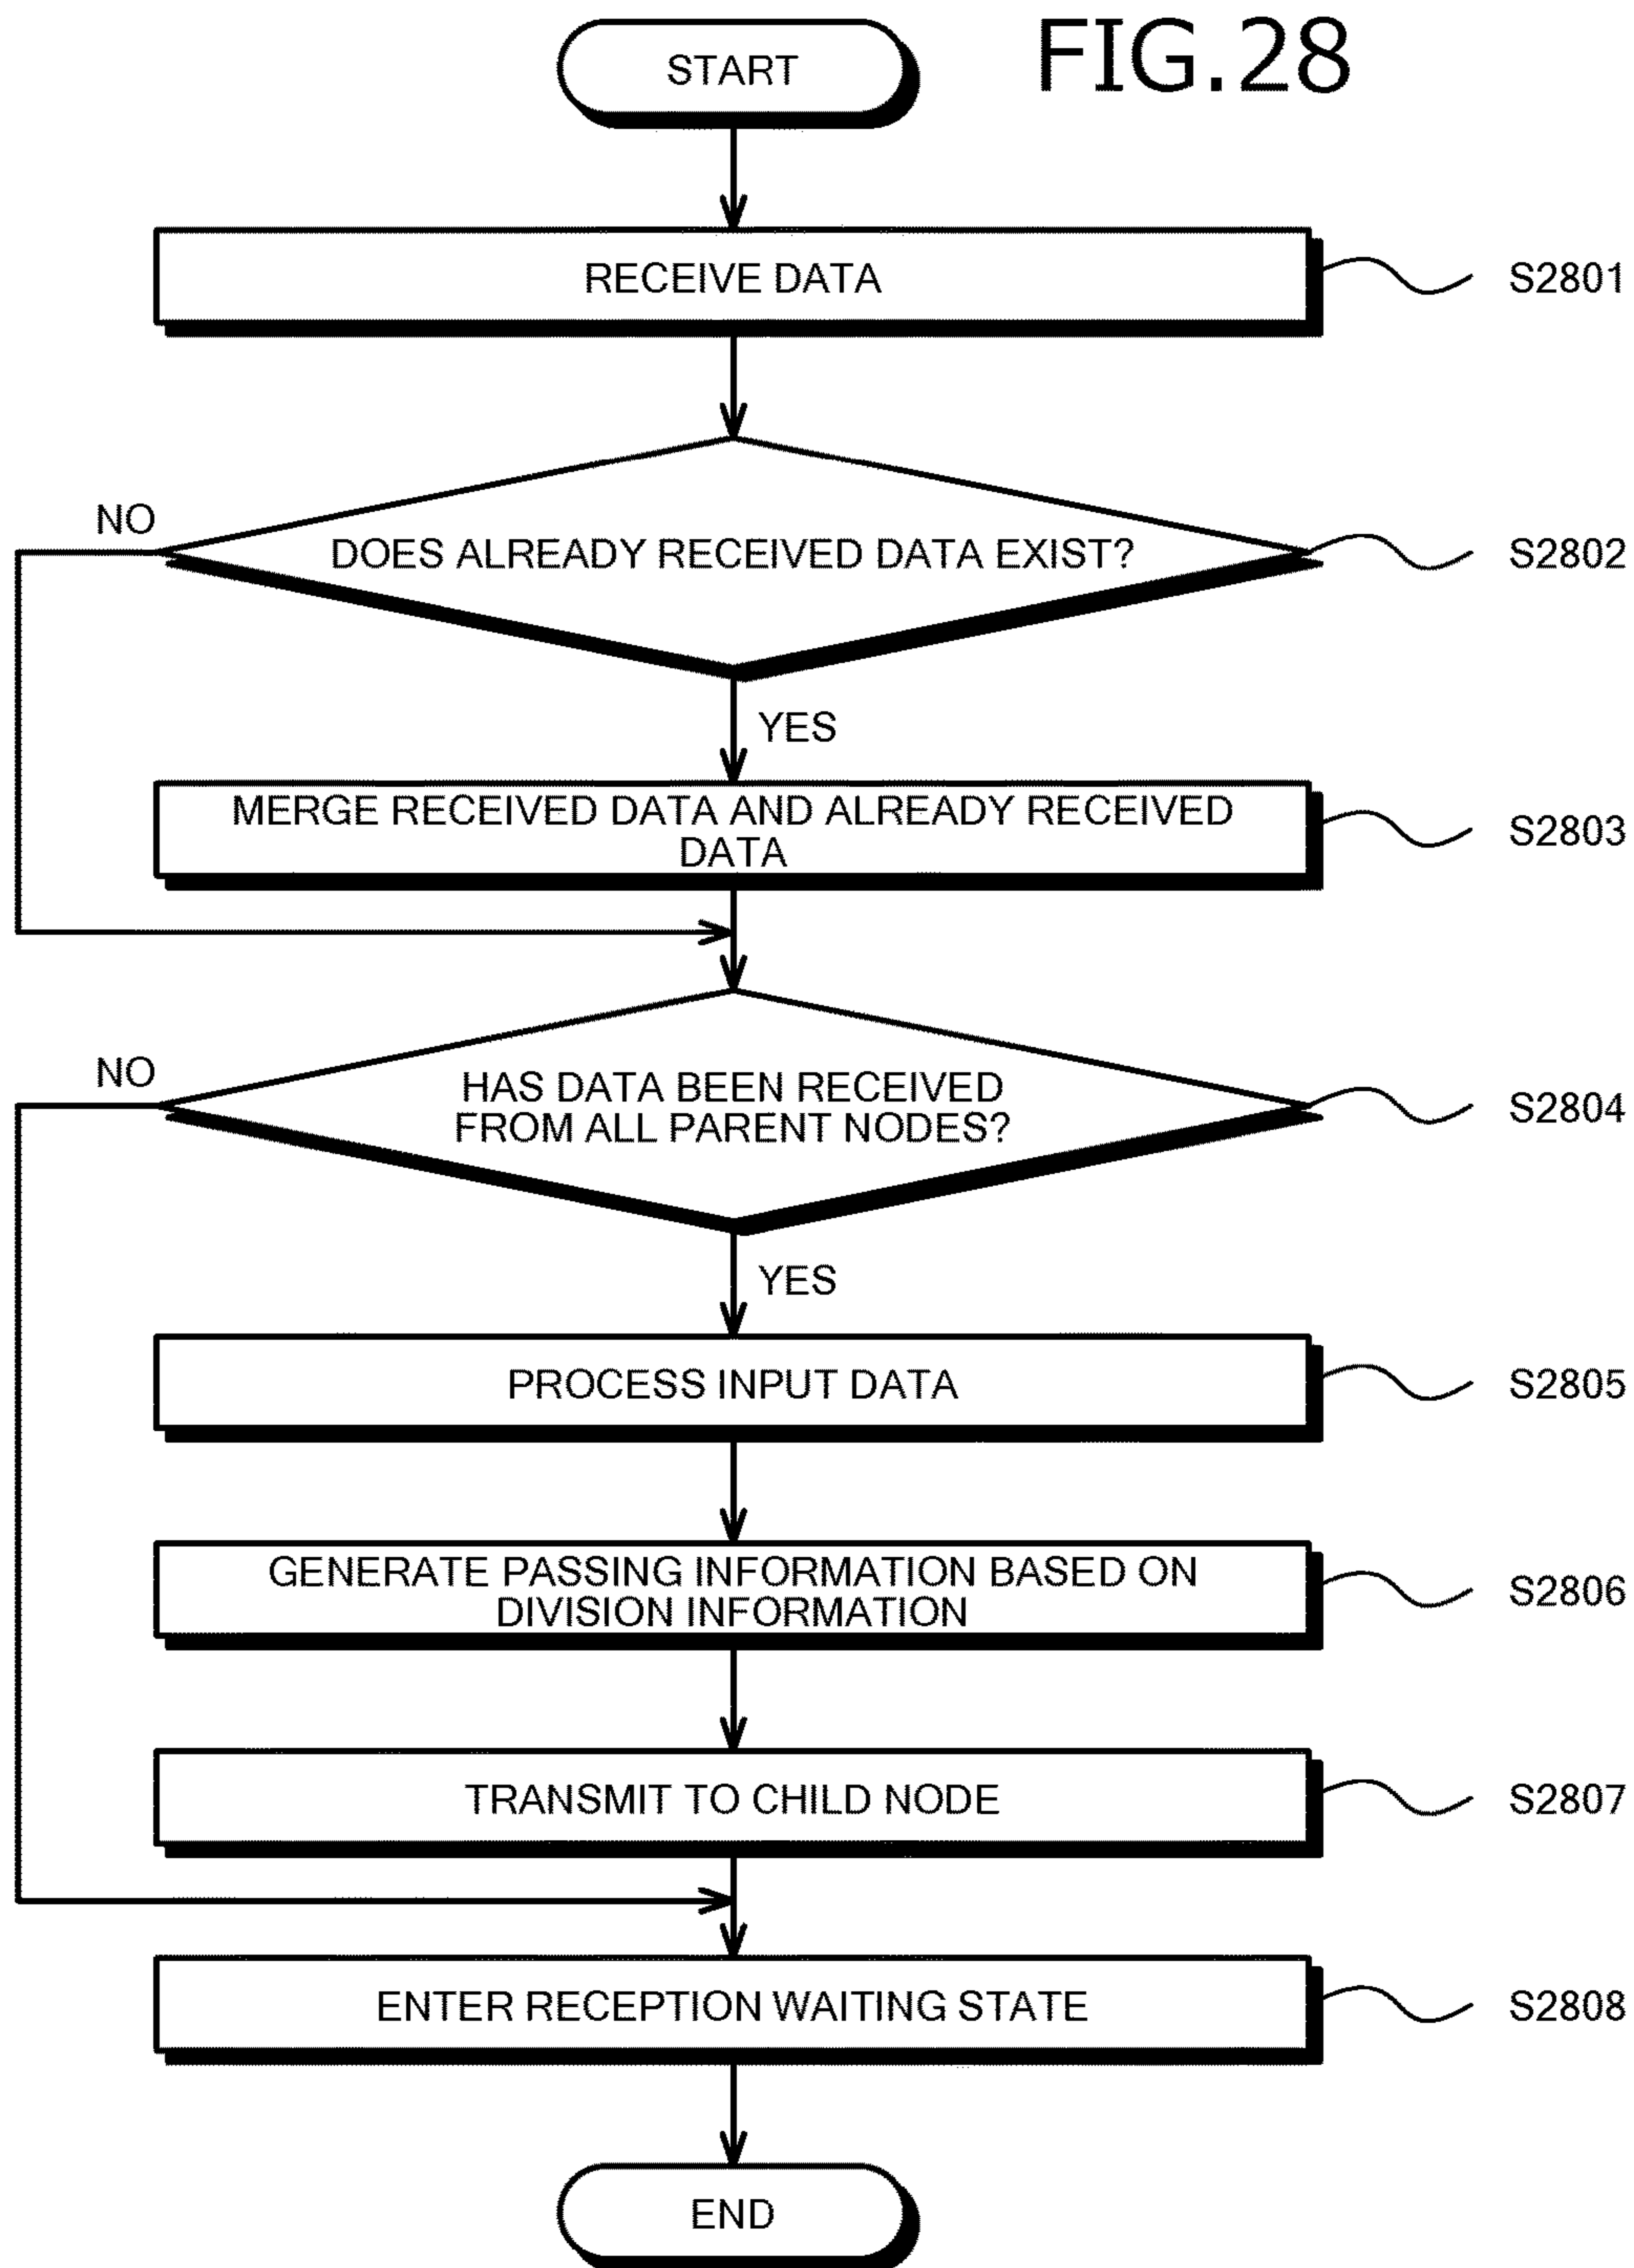 FIG.28
START
RECEIVE DATA
S2801
NO
DOES ALREADY RECEIVED DATA EXIST?
S2802
YES
MERGE RECEIVED DATA AND ALREADY RECEIVED
DATA
S2803
NO
HAS DATA BEEN RECEIVED
FROM ALL PARENT NODES?
S2804
YES
PROCESS INPUT DATA
S2805
GENERATE PASSING INFORMATION BASED ON
DIVISION INFORMATION
S2806
TRANSMIT TO CHILD NODE
S2807
ENTER RECEPTION WAITING STATE
S2808
END